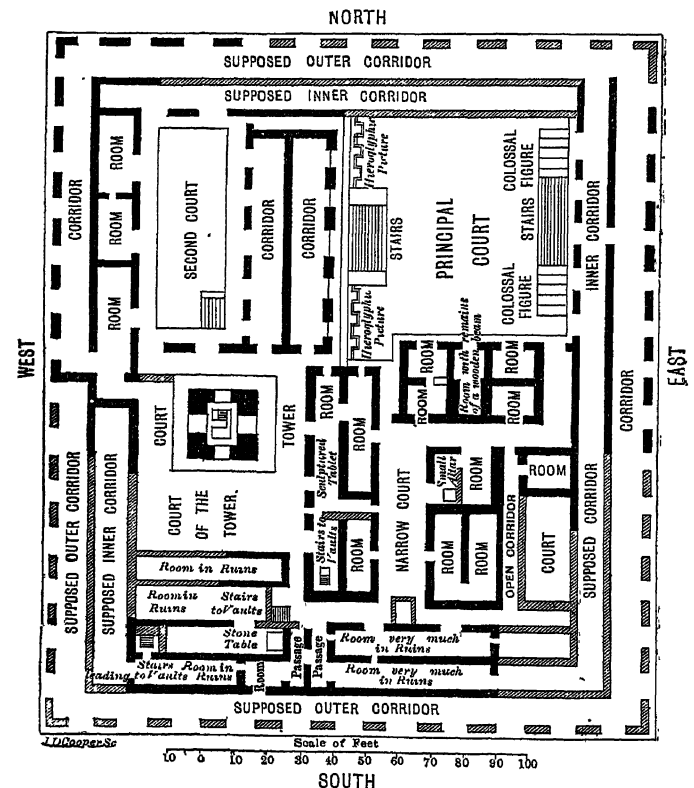 NORTH
SUPPOSED OUTER CORRIDOR
SUPPOSED INNER CORRIDOR
WEST
CORRIDOR
ROOM
ROOM
ROOM
SECOND COURT
CORRIDOR
CORRIDOR
Hieroglyphic
Picture
STAIRS
Hieroglyphic
Picture
PRINCIPAL
COURT
COLOSSAL
FIGURE
STAIRS
COLOSSAL
FIGURE
INNER CORRIDOR
EAST
CORRIDOR
ROOM
ROOM
Room with remains
of a wooden beam
ROOM
ROOM
COURT
TOWER
COURT
OF THE
TOWER.
ROOM
ROOM
Sculptured
Tablet
Stairs to
Vaults
ROOM
NARROW COURT
Small
Altar
ROOM
ROOM
ROOM
OPEN CORRIDOR
ROOM
COURT
SUPPOSED CORRIDOR
SUPPOSED OUTER CORRIDOR
SUPPOSED INNER CORRIDOR
Room in Ruins
Room in
Ruins
Stairs
to Vaults
Stone
Table
Stairs
leading to Vaults
Room in
Ruins
Room
Passage
Passage
Room very much
in Ruins
Room very much
in Ruins
SUPPOSED OUTER CORRIDOR
J.D.Cooper Sc
Scale of Feet
10 0 10 20 30 40 50 60 70 80 90 100
SOUTH